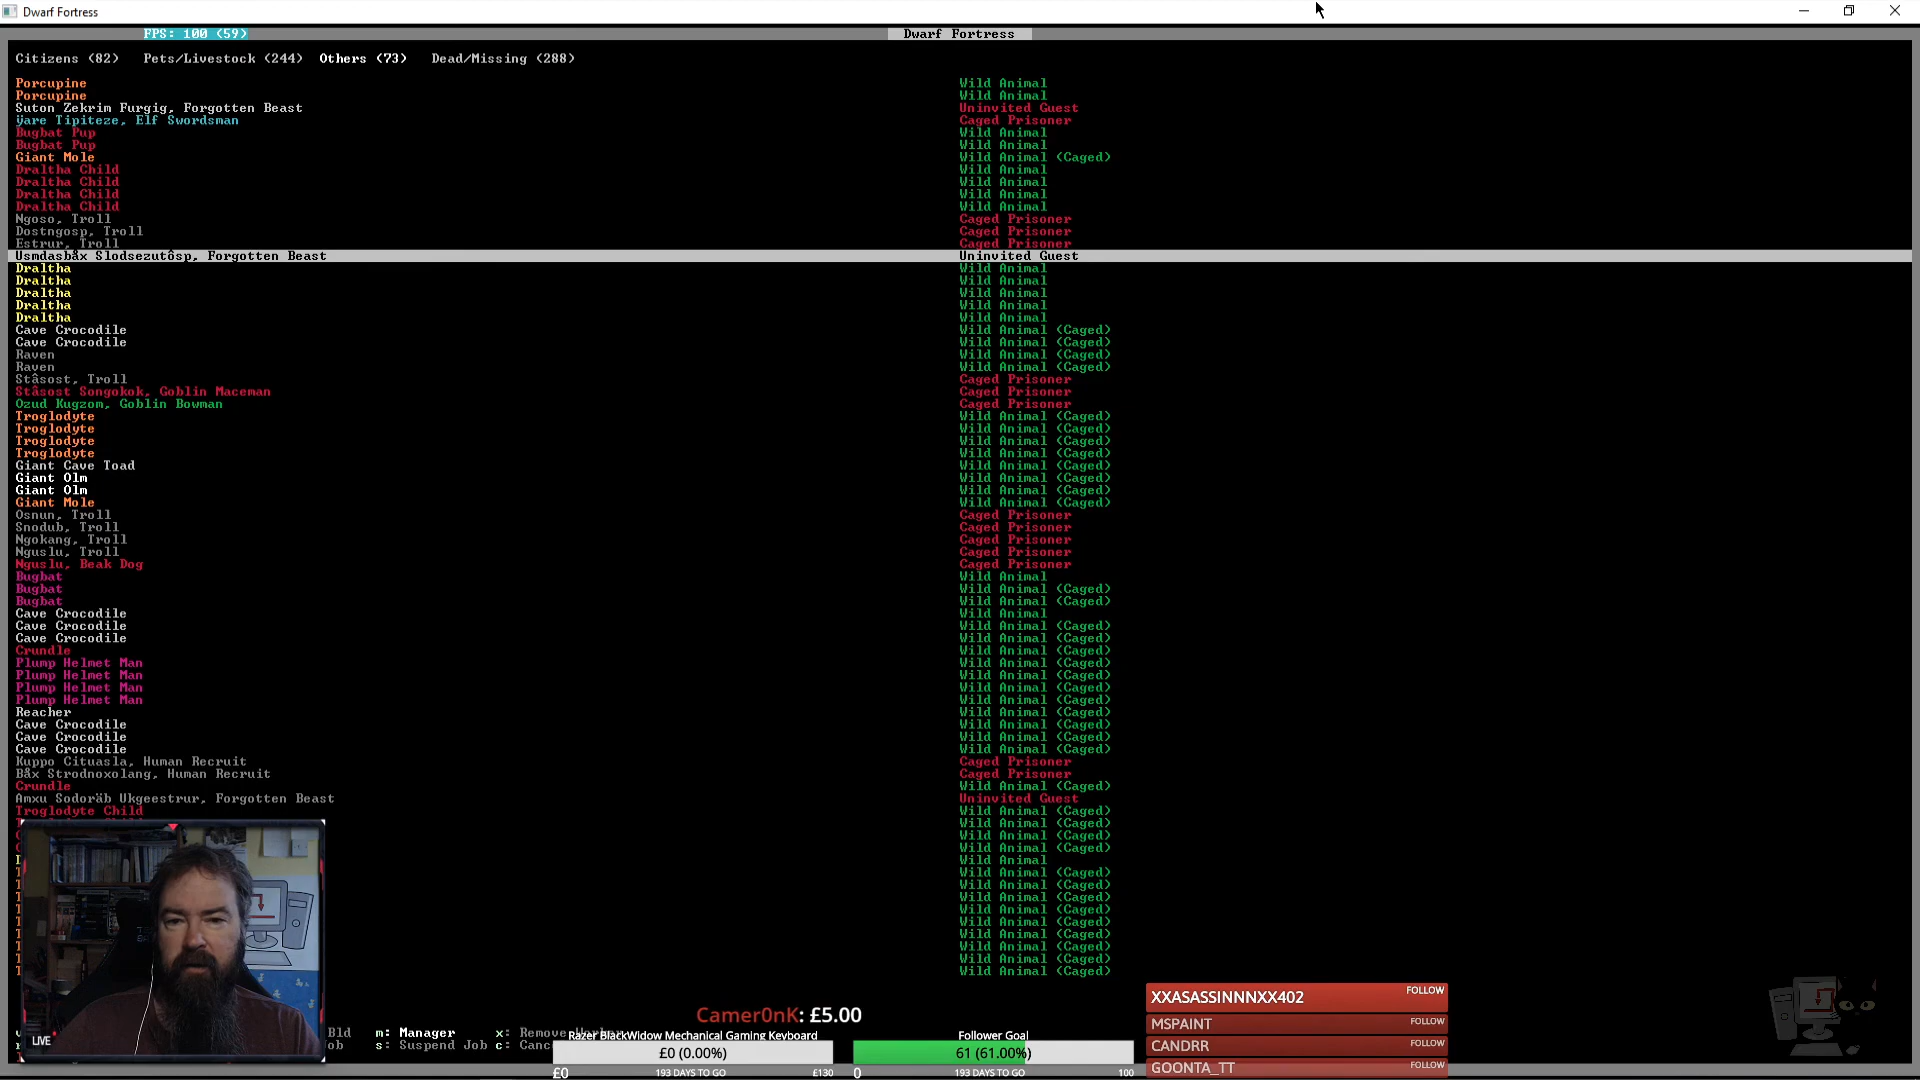 Dwarf Fortress
FPS: 100 (59)
Dwarf Fortress
Citizens (82) Pets/Livestock (244) Others (73) Dead/Missing (288)
Porcupine Wild Animal
Porcupine Wild Animal
Suton Zekrim Furgig, Forgotten Beast Uninvited Guest
ÿare Tipiteze, Elf Swordsman Caged Prisoner
Bugbat Pup Wild Animal
Bugbat Pup Wild Animal
Giant Mole Wild Animal (Caged)
Draltha Child Wild Animal
Draltha Child Wild Animal
Draltha Child Wild Animal
Draltha Child Wild Animal
Ngoso, Troll Caged Prisoner
Dostngosp, Troll Caged Prisoner
Estrur, Troll Caged Prisoner
Usmdasbåx Slodsezutôsp, Forgotten Beast Uninvited Guest
Draltha Wild Animal
Draltha Wild Animal
Draltha Wild Animal
Draltha Wild Animal
Draltha Wild Animal
Cave Crocodile Wild Animal (Caged)
Cave Crocodile Wild Animal (Caged)
Raven Wild Animal (Caged)
Raven Wild Animal (Caged)
Stâsost, Troll Caged Prisoner
Stâsost Songokok, Goblin Maceman Caged Prisoner
Ozud Kugzom, Goblin Bowman Caged Prisoner
Troglodyte Wild Animal (Caged)
Troglodyte Wild Animal (Caged)
Troglodyte Wild Animal (Caged)
Troglodyte Wild Animal (Caged)
Giant Cave Toad Wild Animal (Caged)
Giant Olm Wild Animal (Caged)
Giant Olm Wild Animal (Caged)
Giant Mole Wild Animal (Caged)
Osnun, Troll Caged Prisoner
Snodub, Troll Caged Prisoner
Ngokang, Troll Caged Prisoner
Nguslu, Troll Caged Prisoner
Nguslu, Beak Dog Caged Prisoner
Bugbat Wild Animal
Bugbat Wild Animal (Caged)
Bugbat Wild Animal (Caged)
Cave Crocodile Wild Animal
Cave Crocodile Wild Animal (Caged)
Cave Crocodile Wild Animal (Caged)
Crundle Wild Animal (Caged)
Plump Helmet Man Wild Animal (Caged)
Plump Helmet Man Wild Animal (Caged)
Plump Helmet Man Wild Animal (Caged)
Plump Helmet Man Wild Animal (Caged)
Reacher Wild Animal (Caged)
Cave Crocodile Wild Animal (Caged)
Cave Crocodile Wild Animal (Caged)
Cave Crocodile Wild Animal (Caged)
Kuppo Cituasla, Human Recruit Caged Prisoner
Båx Strodnoxolang, Human Recruit Caged Prisoner
Crundle Wild Animal (Caged)
Amxu Sodoräb Ukgeestrur, Forgotten Beast Uninvited Guest
Troglodyte Child Wild Animal (Caged)
Wild Animal (Caged)
Wild Animal (Caged)
Wild Animal (Caged)
Wild Animal
Wild Animal (Caged)
Wild Animal (Caged)
Wild Animal (Caged)
Wild Animal (Caged)
Wild Animal (Caged)
Wild Animal (Caged)
Wild Animal (Caged)
Wild Animal (Caged)
Wild Animal (Caged)
LIVE
Bld m: Manager x: Remove
ob s: Suspend Job c: Canc
Camer0nK: £5.00
Razer BlackWidow Mechanical Gaming Keyboard
£0 (0.00%)
£0 193 DAYS TO GO £130
Follower Goal
61 (61.00%)
0 193 DAYS TO GO 100
XXASASSINNNXX402 FOLLOW
MSPAINT FOLLOW
CANDRR FOLLOW
GOONTA_TT FOLLOW